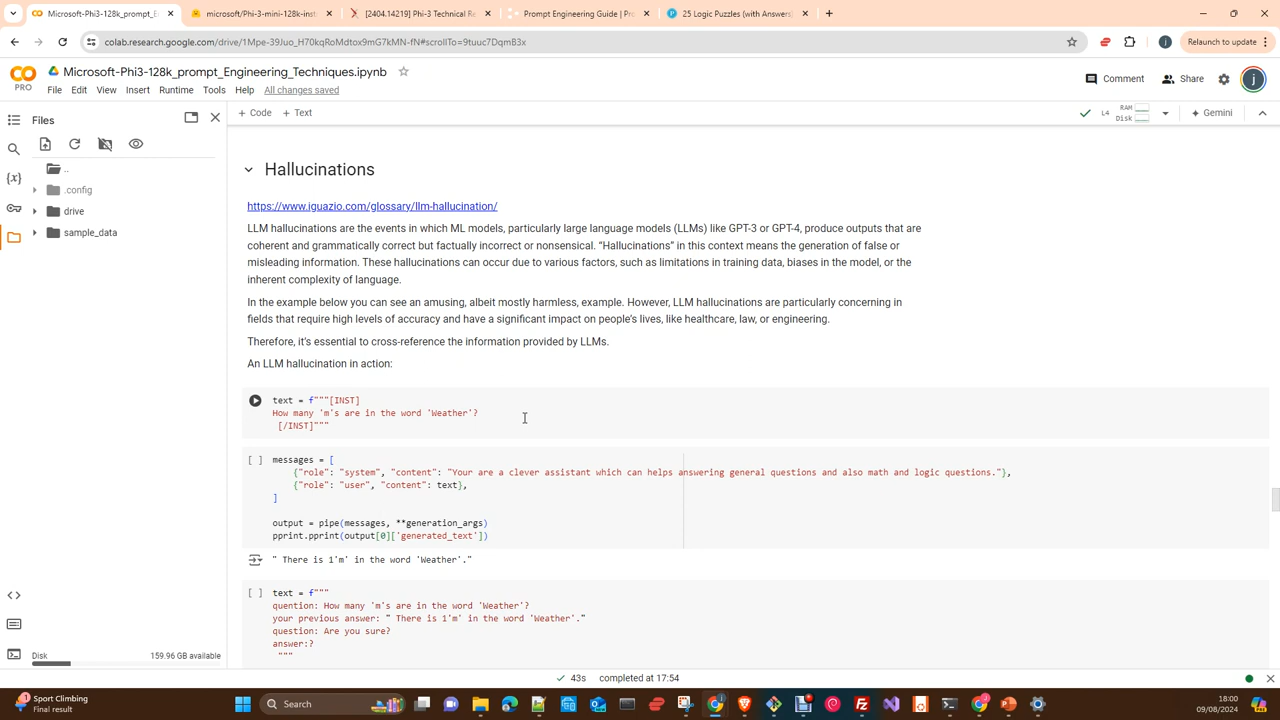 Microsoft-Phi3-128k_prompt_E
microsoft/Phi-3-mini-128k-inst
[2404.14219] Phi-3 Technical Re
Prompt Engineering Guide | Pro
25 Logic Puzzles (with Answers)
colab.research.google.com/drive/1Mpe-39Juo_H70kqRoMdtox9mG7kMN-fN#scrollTo=9tuuc7DqmB3x
Relaunch to update
PRO
Microsoft-Phi3-128k_prompt_Engineering_Techniques.ipynb
File Edit View Insert Runtime Tools Help All changes saved
Comment Share
j
Files
+ Code + Text
L4 RAM Disk
Gemini
..
.config
drive
sample_data
Hallucinations
https://www.iguazio.com/glossary/llm-hallucination/
LLM hallucinations are the events in which ML models, particularly large language models (LLMs) like GPT-3 or GPT-4, produce outputs that are
coherent and grammatically correct but factually incorrect or nonsensical. “Hallucinations” in this context means the generation of false or
misleading information. These hallucinations can occur due to various factors, such as limitations in training data, biases in the model, or the
inherent complexity of language.
In the example below you can see an amusing, albeit mostly harmless, example. However, LLM hallucinations are particularly concerning in
fields that require high levels of accuracy and have a significant impact on people’s lives, like healthcare, law, or engineering.
Therefore, it’s essential to cross-reference the information provided by LLMs.
An LLM hallucination in action:
text = f"""[INST]
How many 'm's are in the word 'Weather'?
[/INST]"""
[ ] messages = [
{"role": "system", "content": "Your are a clever assistant which can helps answering general questions and also math and logic questions."},
{"role": "user", "content": text},
]
output = pipe(messages, **generation_args)
pprint.pprint(output[0]['generated_text'])
" There is 1'm' in the word 'Weather'."
[ ] text = f"""
quention: How many 'm's are in the word 'Weather'?
your previous answer: " There is 1'm' in the word 'Weather'."
question: Are you sure?
answer:?
"""
Disk 159.96 GB available
43s completed at 17:54
Sport Climbing
Final result
Search
18:00
09/08/2024